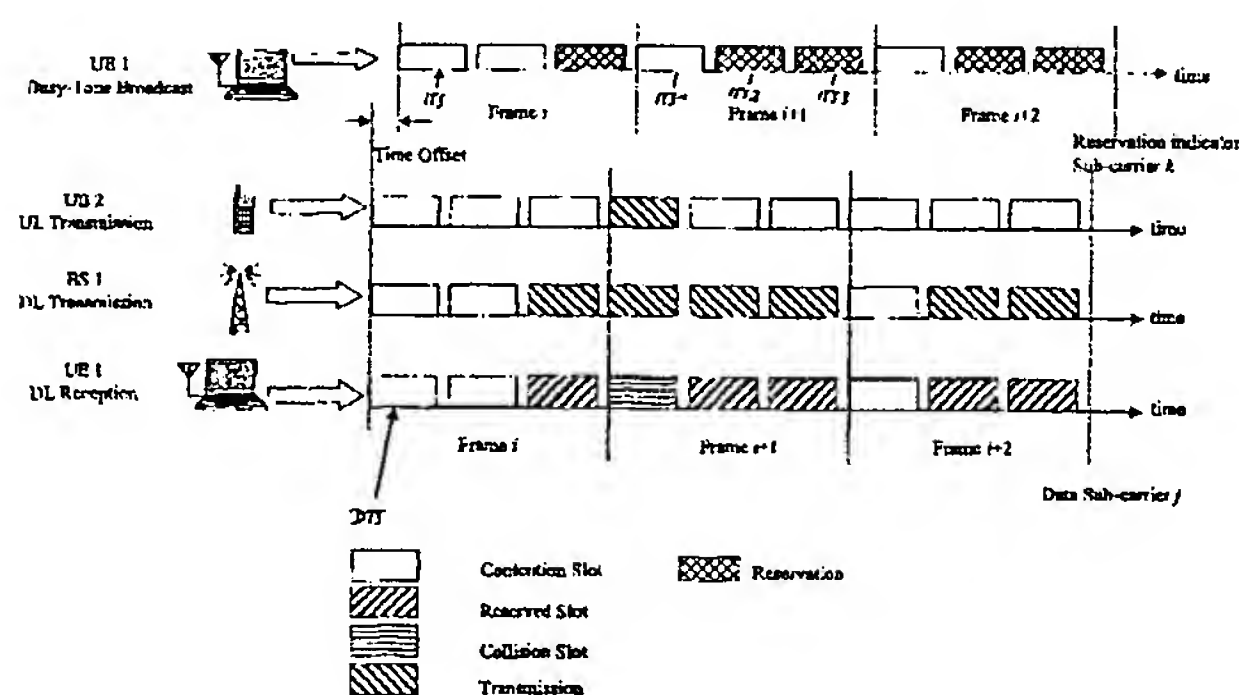 UE 1
Busy-Tone Broadcast
time
Frame i
Frame i+1
Frame i+2
Time Offset
Reservation indicator
Sub-carrier k
UE 2
UL Transmission
time
BS 1
DL Transmission
time
UE 1
DL Reception
time
Frame i
Frame i+1
Frame i+2
Data Sub-carrier j
Contention Slot
Reservation
Reserved Slot
Collision Slot
Transmission